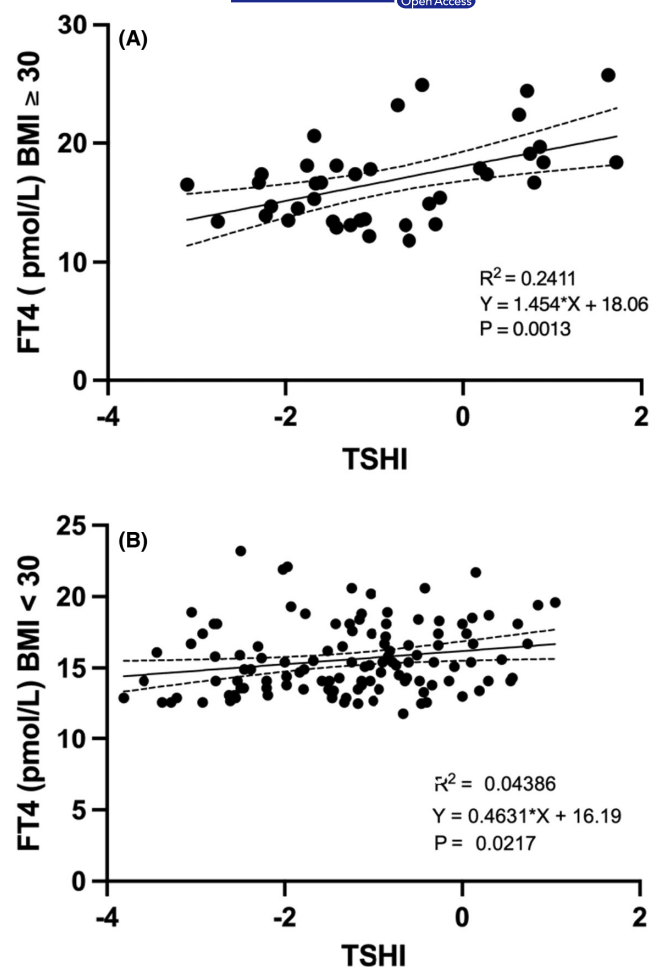 Open Access
(A)
FT4 ( pmol/L) BMI ≥ 30
30
20
10
0
R² = 0.2411
Y = 1.454*X + 18.06
P = 0.0013
-4
-2
0
2
TSHI
(B)
FT4 (pmol/L) BMI < 30
25
20
15
10
5
0
R² = 0.04386
Y = 0.4631*X + 16.19
P = 0.0217
-4
-2
0
2
TSHI